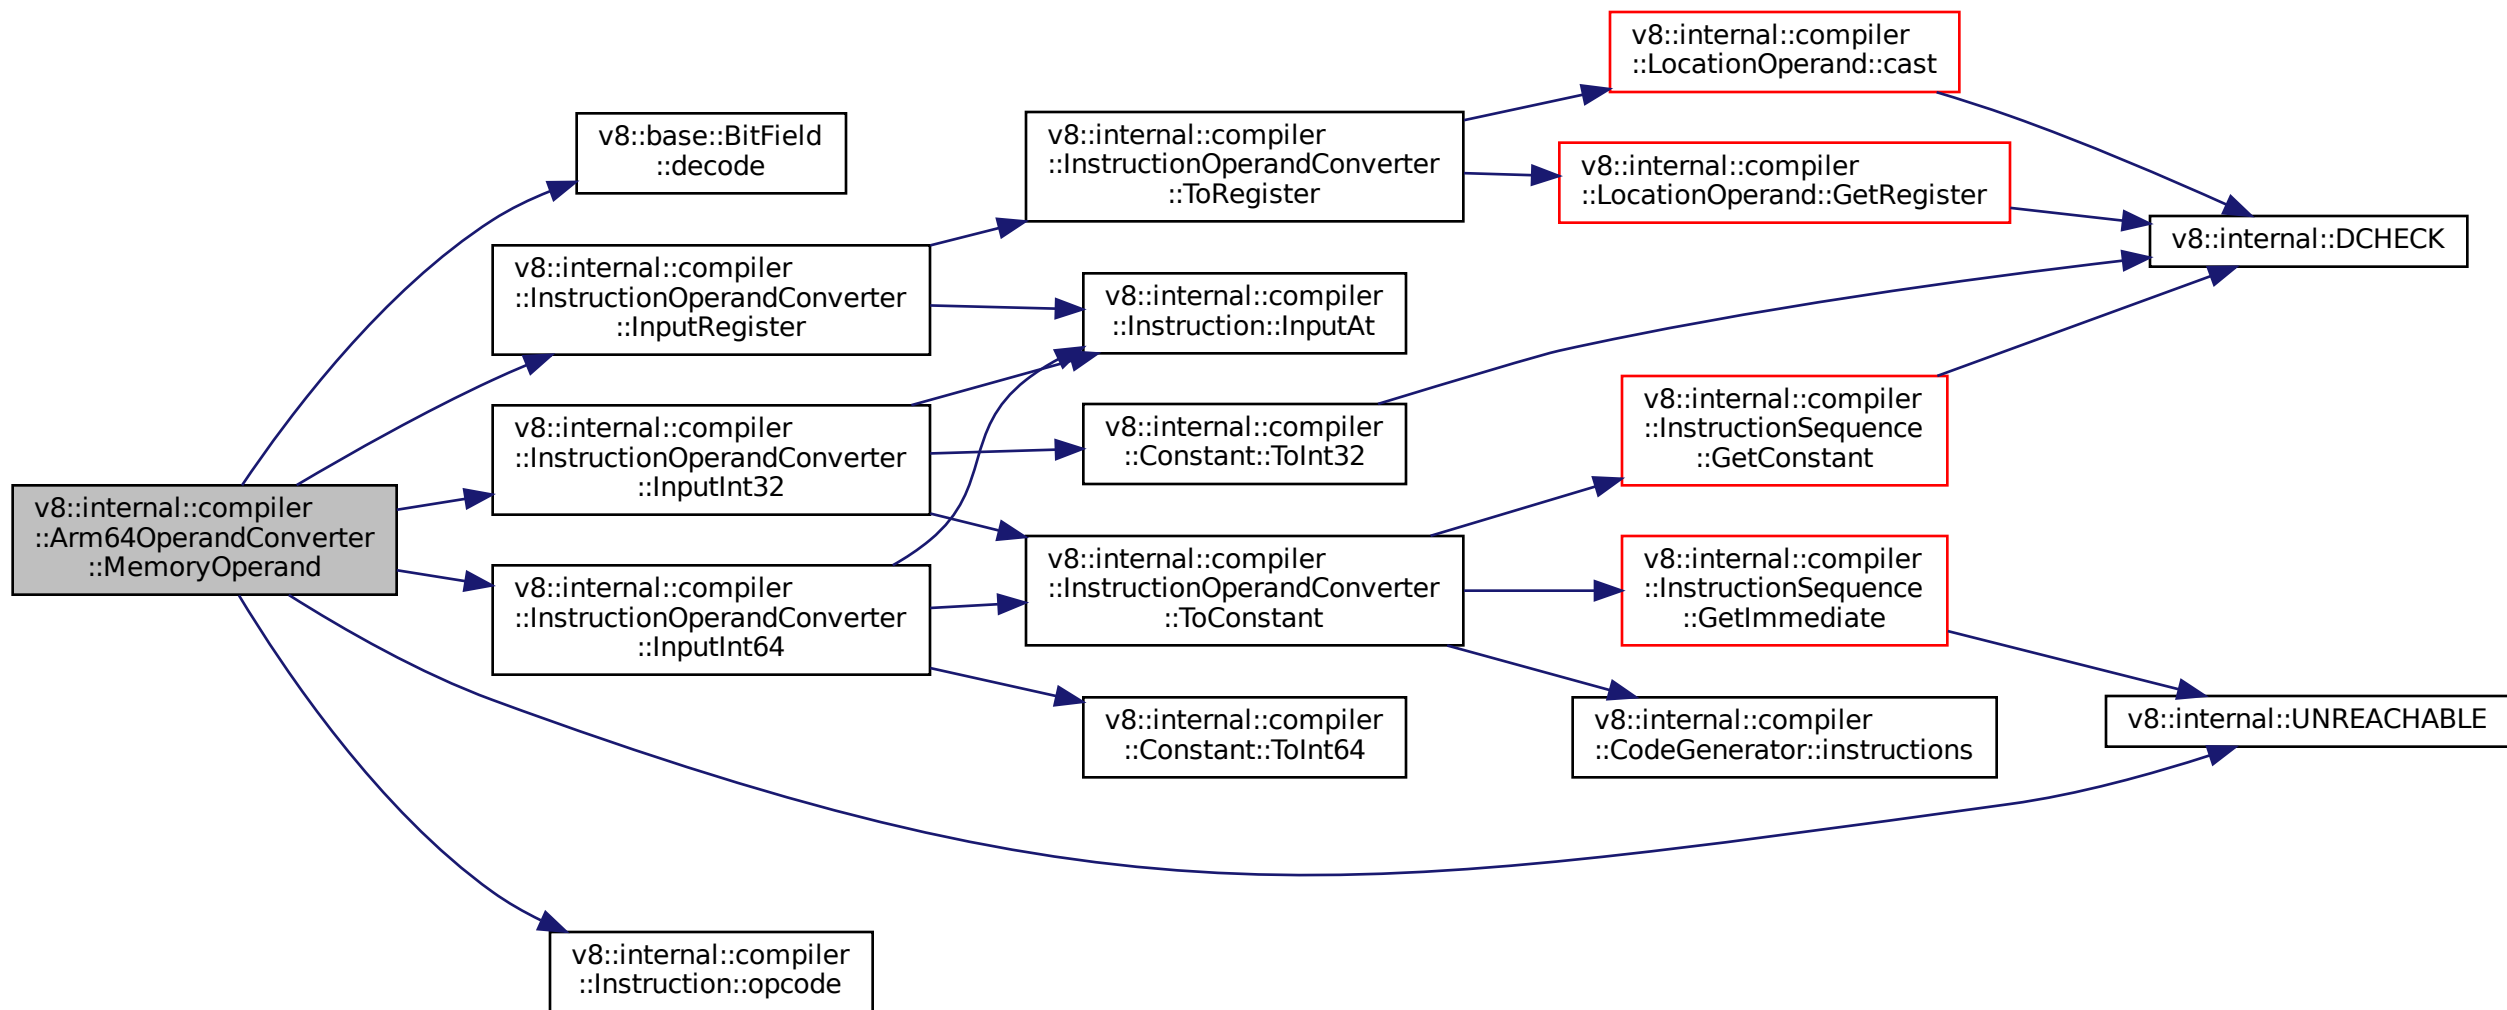 v8::internal::compiler
::Arm64OperandConverter
::MemoryOperand
v8::base::BitField
::decode
v8::internal::compiler
::InstructionOperandConverter
::InputRegister
v8::internal::compiler
::InstructionOperandConverter
::InputInt32
v8::internal::compiler
::InstructionOperandConverter
::InputInt64
v8::internal::compiler
::Instruction::opcode
v8::internal::compiler
::InstructionOperandConverter
::ToRegister
v8::internal::compiler
::Instruction::InputAt
v8::internal::compiler
::Constant::ToInt32
v8::internal::compiler
::InstructionOperandConverter
::ToConstant
v8::internal::compiler
::Constant::ToInt64
v8::internal::compiler
::LocationOperand::cast
v8::internal::compiler
::LocationOperand::GetRegister
v8::internal::compiler
::InstructionSequence
::GetConstant
v8::internal::compiler
::InstructionSequence
::GetImmediate
v8::internal::compiler
::CodeGenerator::instructions
v8::internal::DCHECK
v8::internal::UNREACHABLE